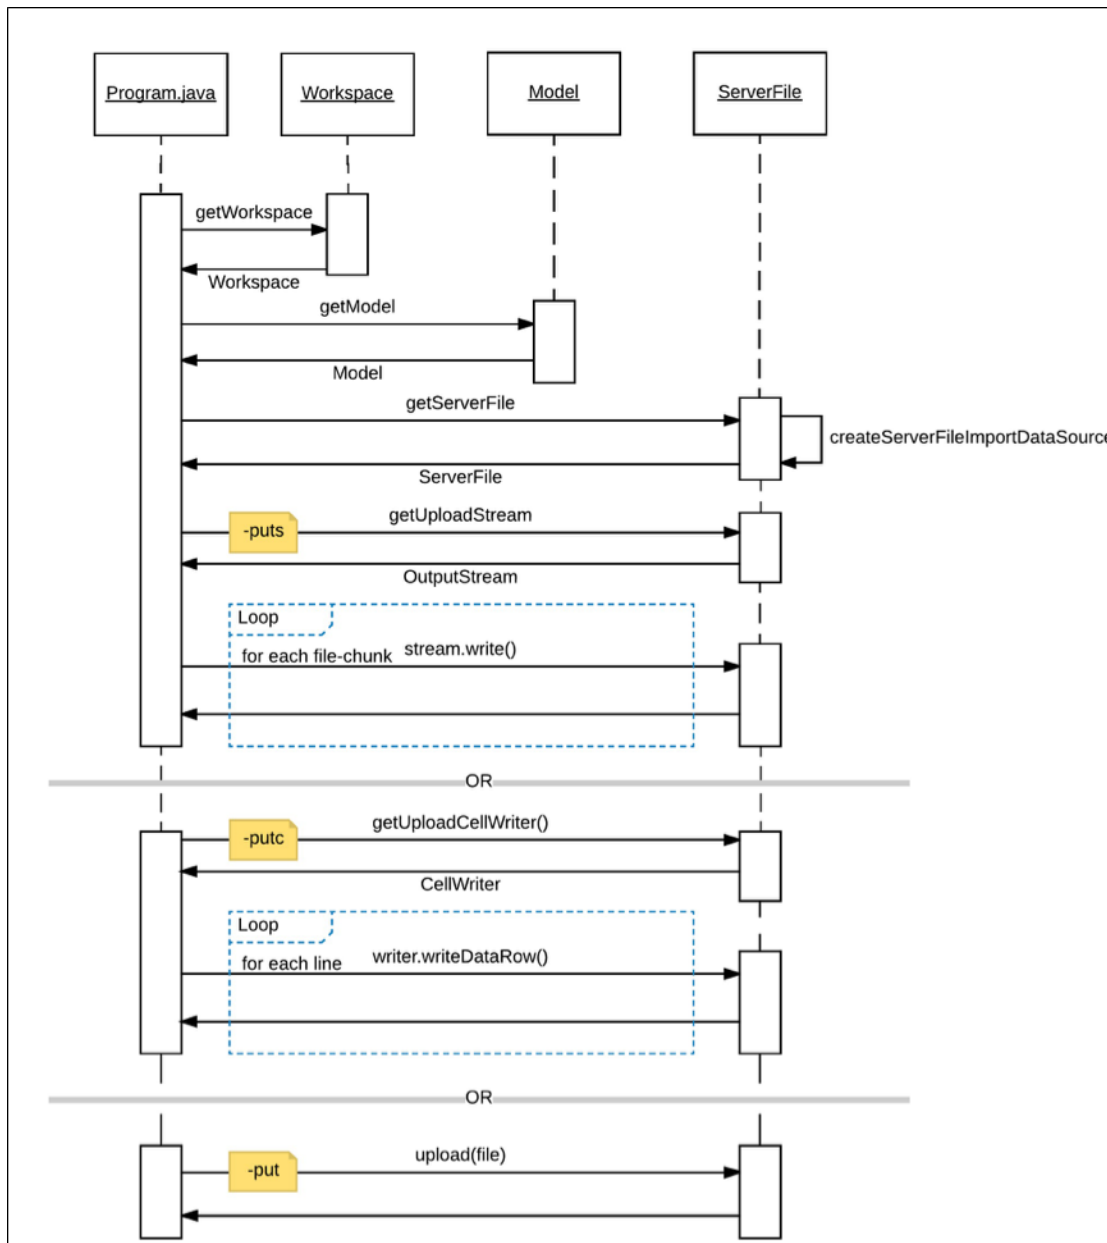 Program.java
Workspace
Model
ServerFile
getWorkspace
Workspace
getModel
Model
getServerFile
createServerFileImportDataSource
ServerFile
-puts
getUploadStream
OutputStream
Loop
for each file-chunk
stream.write()
OR
-putc
getUploadCellWriter()
CellWriter
Loop
for each line
writer.writeDataRow()
OR
-put
upload(file)